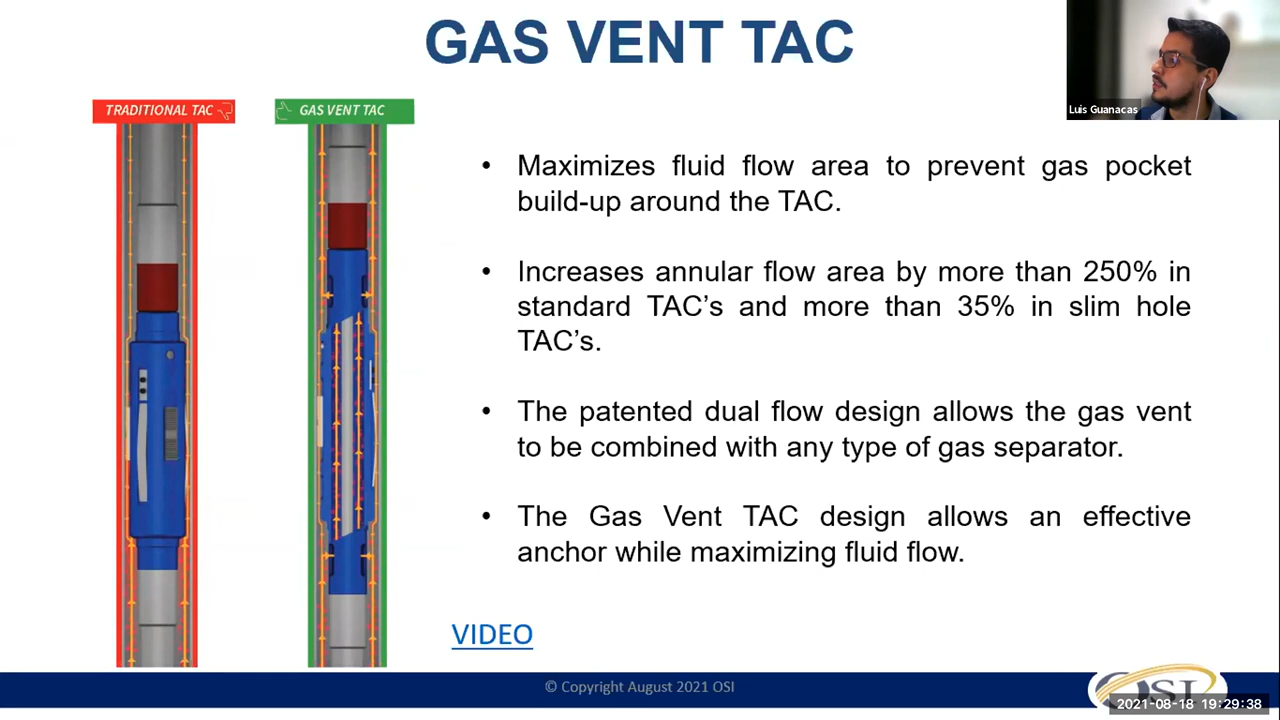 GAS VENT TAC
Luis Guanacas
TRADITIONAL TAC
GAS VENT TAC
• Maximizes fluid flow area to prevent gas pocket
build-up around the TAC.
• Increases annular flow area by more than 250% in
standard TAC’s and more than 35% in slim hole
TAC’s.
• The patented dual flow design allows the gas vent
to be combined with any type of gas separator.
• The Gas Vent TAC design allows an effective
anchor while maximizing fluid flow.
VIDEO
© Copyright August 2021 OSI
OSI
2021-08-18 19:29:38